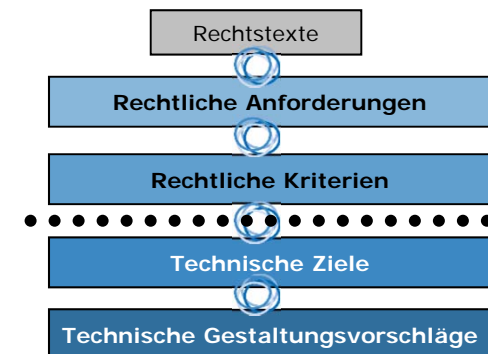 Rechtstexte
Rechtliche Anforderungen
Rechtliche Kriterien
Technische Ziele
Technische Gestaltungsvorschläge